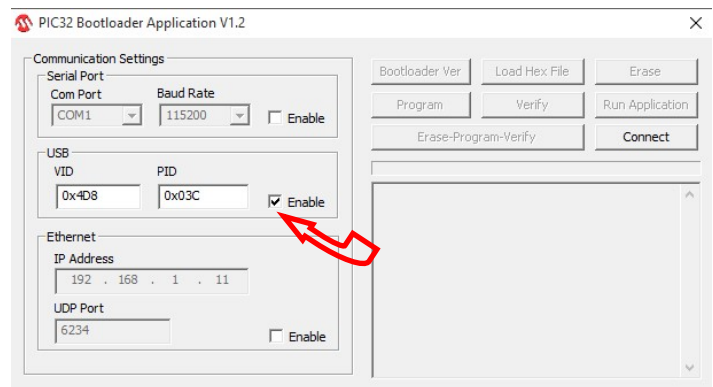 PIC32 Bootloader Application V1.2
Communication Settings
Serial Port
Com Port Baud Rate
COM1 115200 Enable
USB
VID PID
0x4D8 0x03C Enable
Ethernet
IP Address
192 . 168 . 1 . 11
UDP Port
6234 Enable
Bootloader Ver Load Hex File Erase
Program Verify Run Application
Erase-Program-Verify Connect